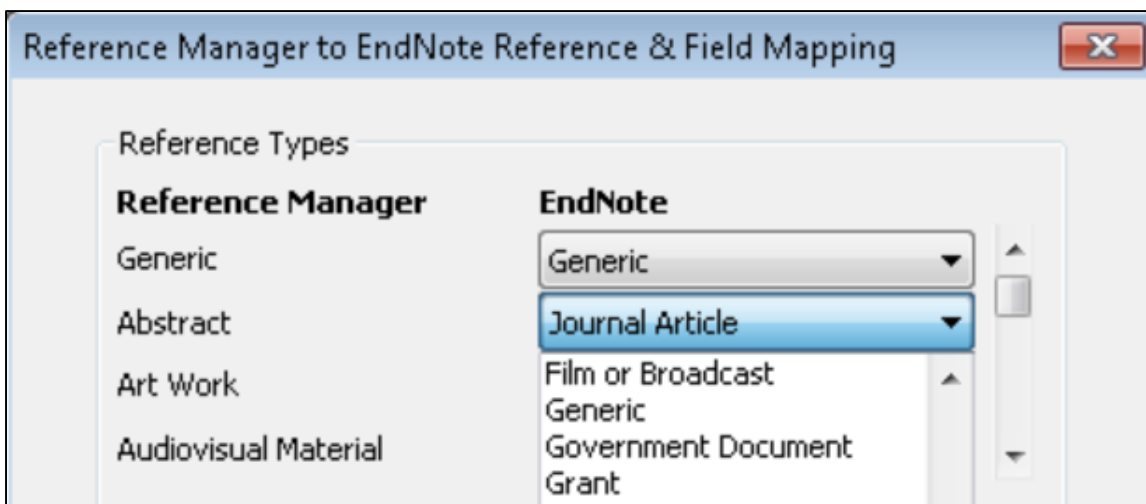 Reference Manager to EndNote Reference & Field Mapping
Reference Types
Reference Manager EndNote
Generic Generic
Abstract Journal Article
Art Work Film or Broadcast
Generic
Audiovisual Material Government Document
Grant